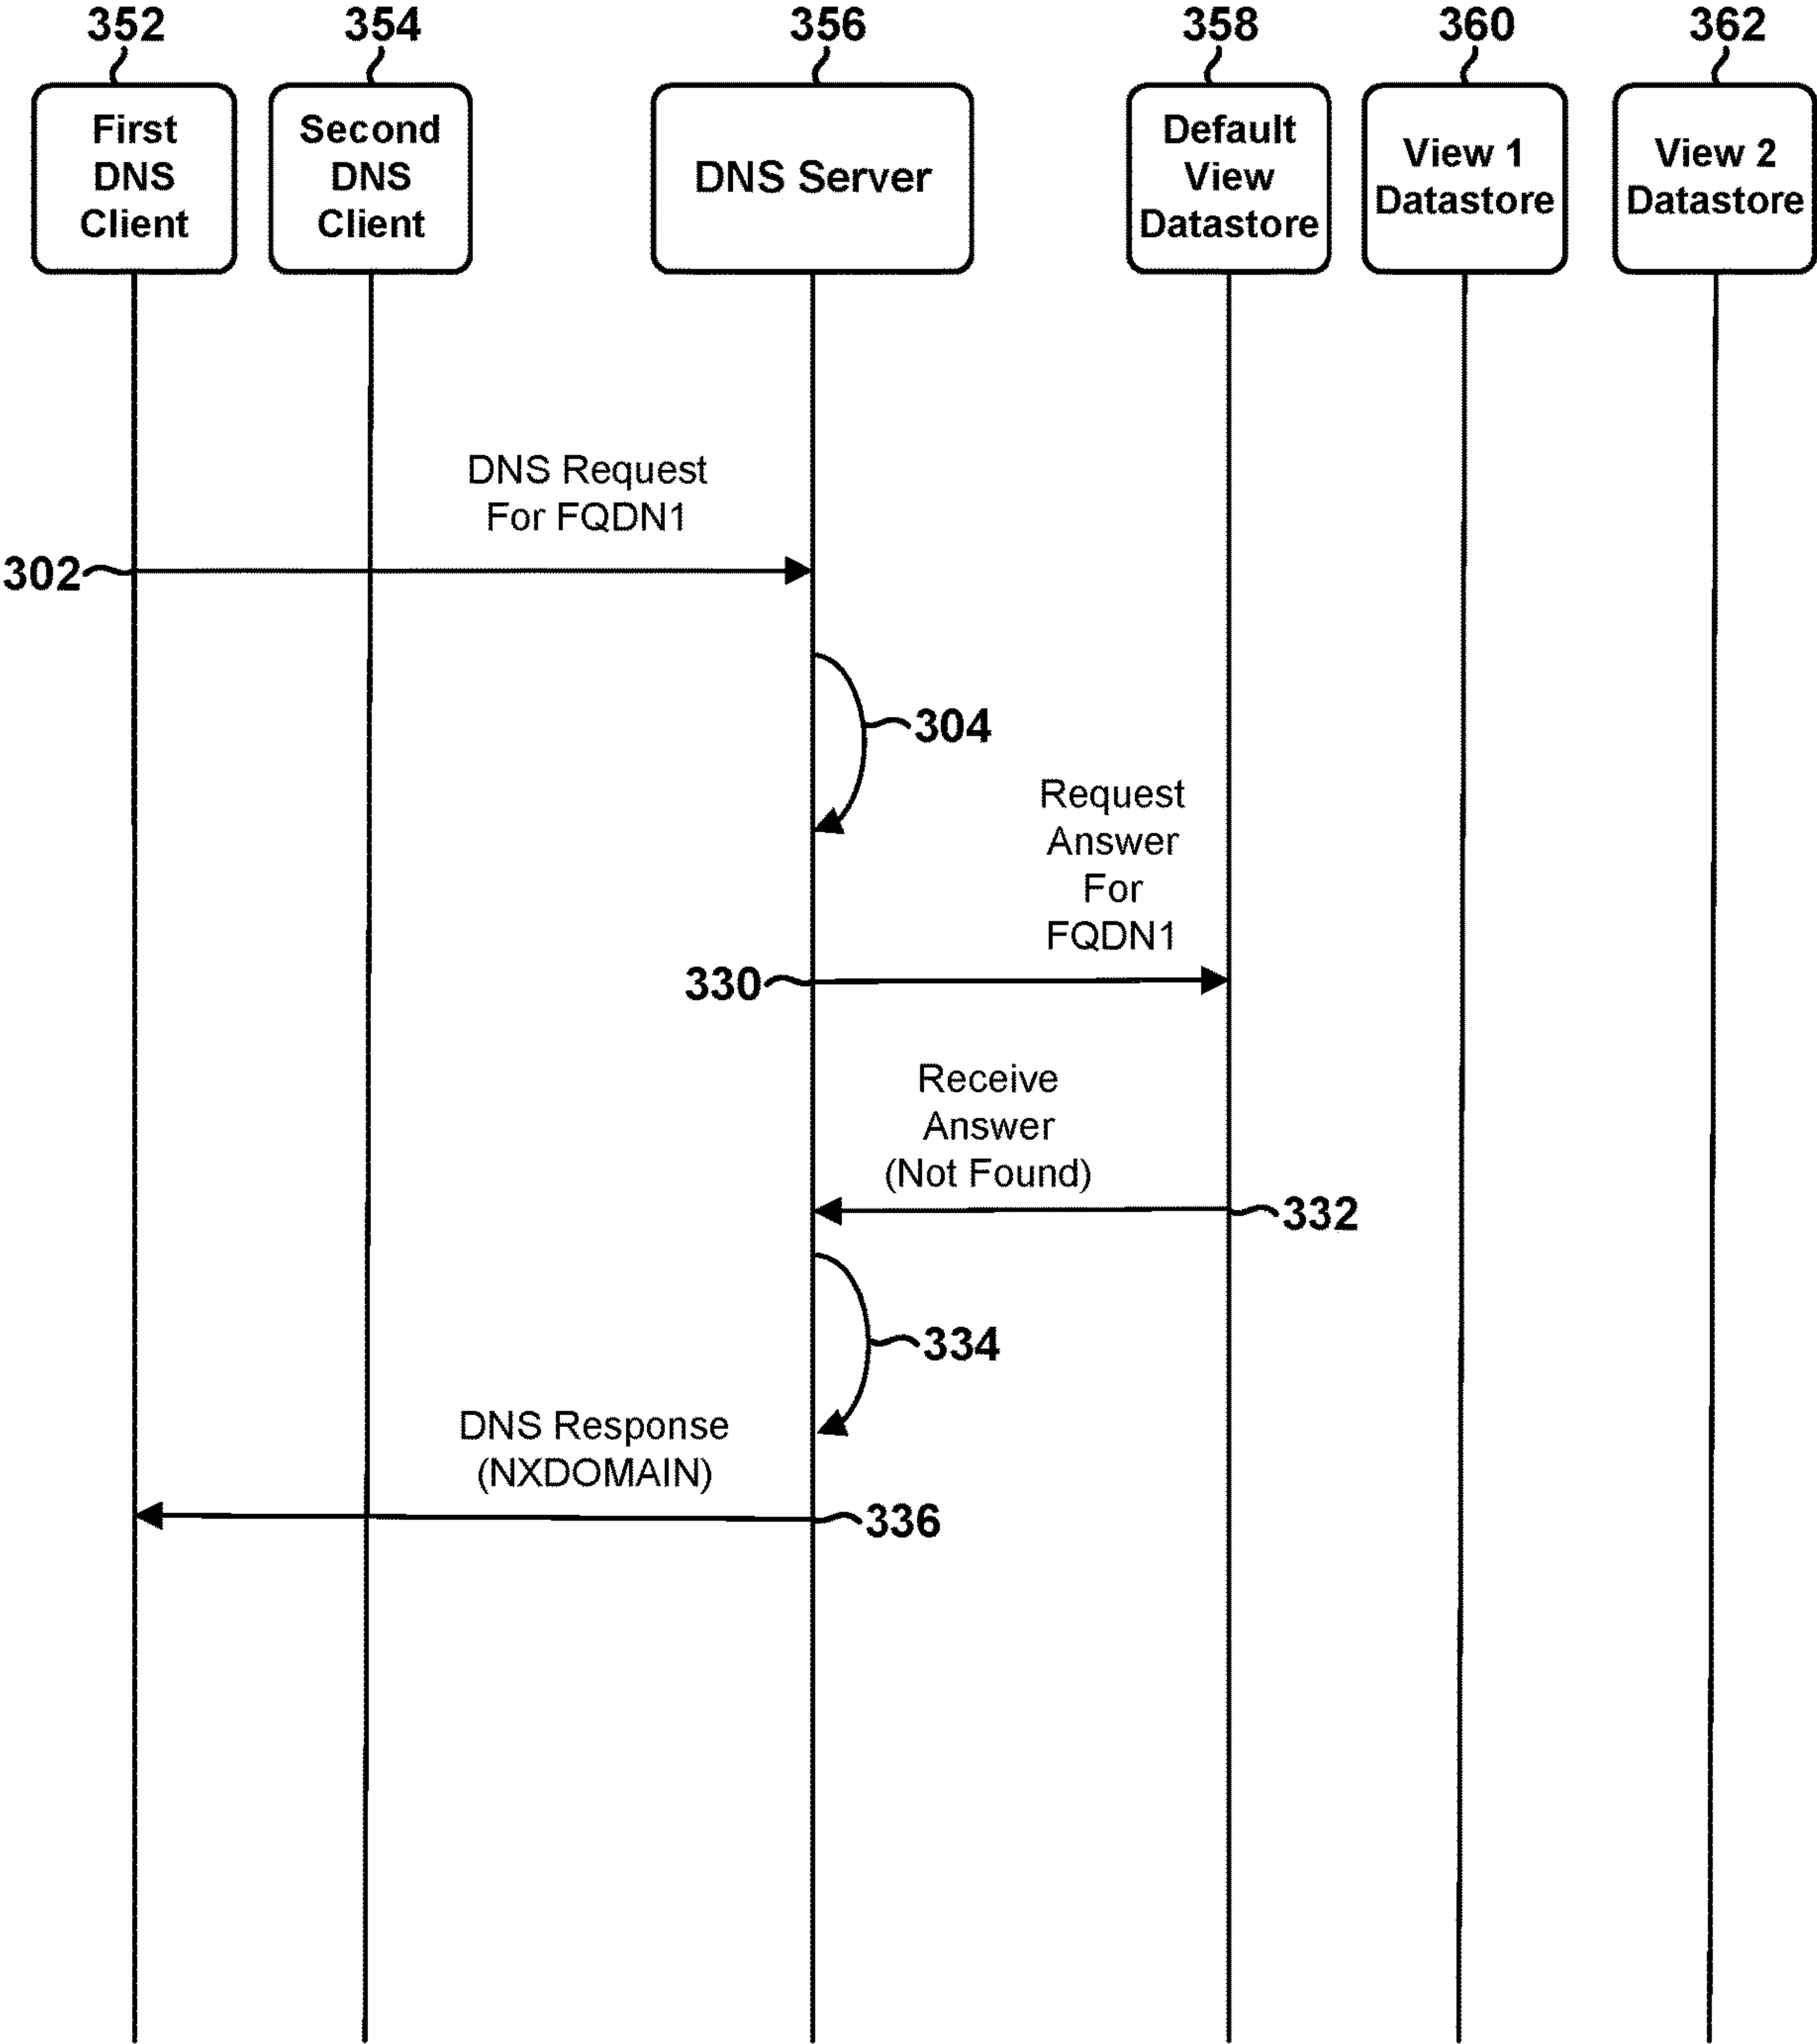 352 354 356 358 360 362
First
DNS
Client
Second
DNS
Client
DNS Server
Default
View
Datastore
View 1
Datastore
View 2
Datastore
DNS Request
For FQDN1
302
304
Request
Answer
For
FQDN1
330
Receive
Answer
(Not Found)
332
334
DNS Response
(NXDOMAIN)
336